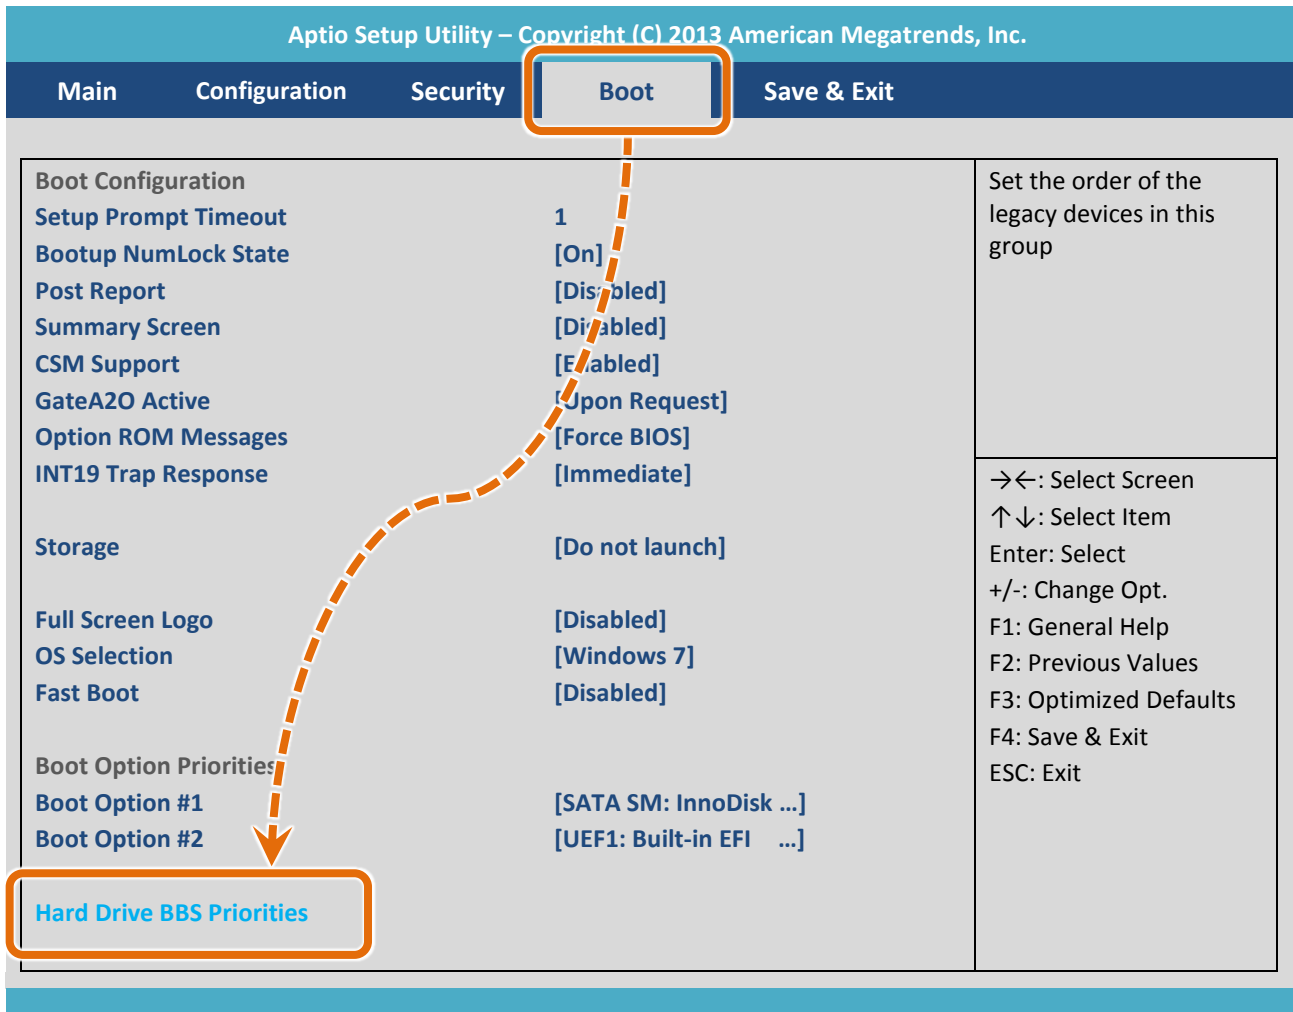 Aptio Setup Utility – Copyright (C) 2013 American Megatrends, Inc.
Main Configuration Security Boot Save & Exit
Boot Configuration
Setup Prompt Timeout 1
Bootup NumLock State [On]
Post Report [Disabled]
Summary Screen [Disabled]
CSM Support [Enabled]
GateA2O Active [Upon Request]
Option ROM Messages [Force BIOS]
INT19 Trap Response [Immediate]
Storage [Do not launch]
Full Screen Logo [Disabled]
OS Selection [Windows 7]
Fast Boot [Disabled]
Boot Option Priorities
Boot Option #1 [SATA SM: InnoDisk …]
Boot Option #2 [UEF1: Built-in EFI …]
Hard Drive BBS Priorities
Set the order of the
legacy devices in this
group
→←: Select Screen
↑↓: Select Item
Enter: Select
+/-: Change Opt.
F1: General Help
F2: Previous Values
F3: Optimized Defaults
F4: Save & Exit
ESC: Exit